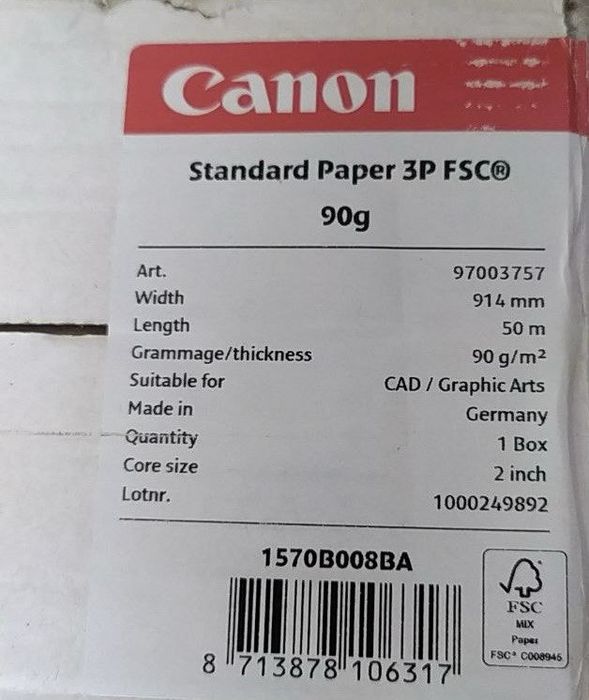 Canon
Standard Paper 3P FSC®
90g
Art. 97003757
Width 914 mm
Length 50 m
Grammage/thickness 90 g/m²
Suitable for CAD / Graphic Arts
Made in Germany
Quantity 1 Box
Core size 2 inch
Lotnr. 1000249892
1570B008BA
8 713878 106317
FSC
MIX
Paper
FSC® C008945